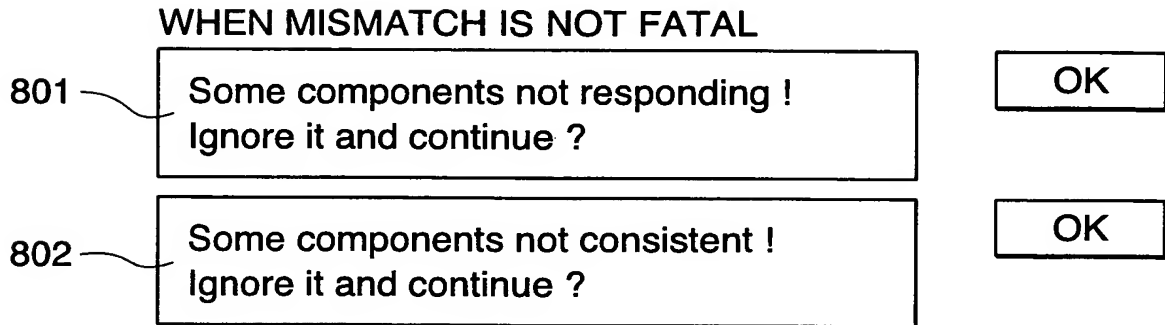 WHEN MISMATCH IS NOT FATAL
801
Some components not responding !
Ignore it and continue ?
OK
802
Some components not consistent !
Ignore it and continue ?
OK